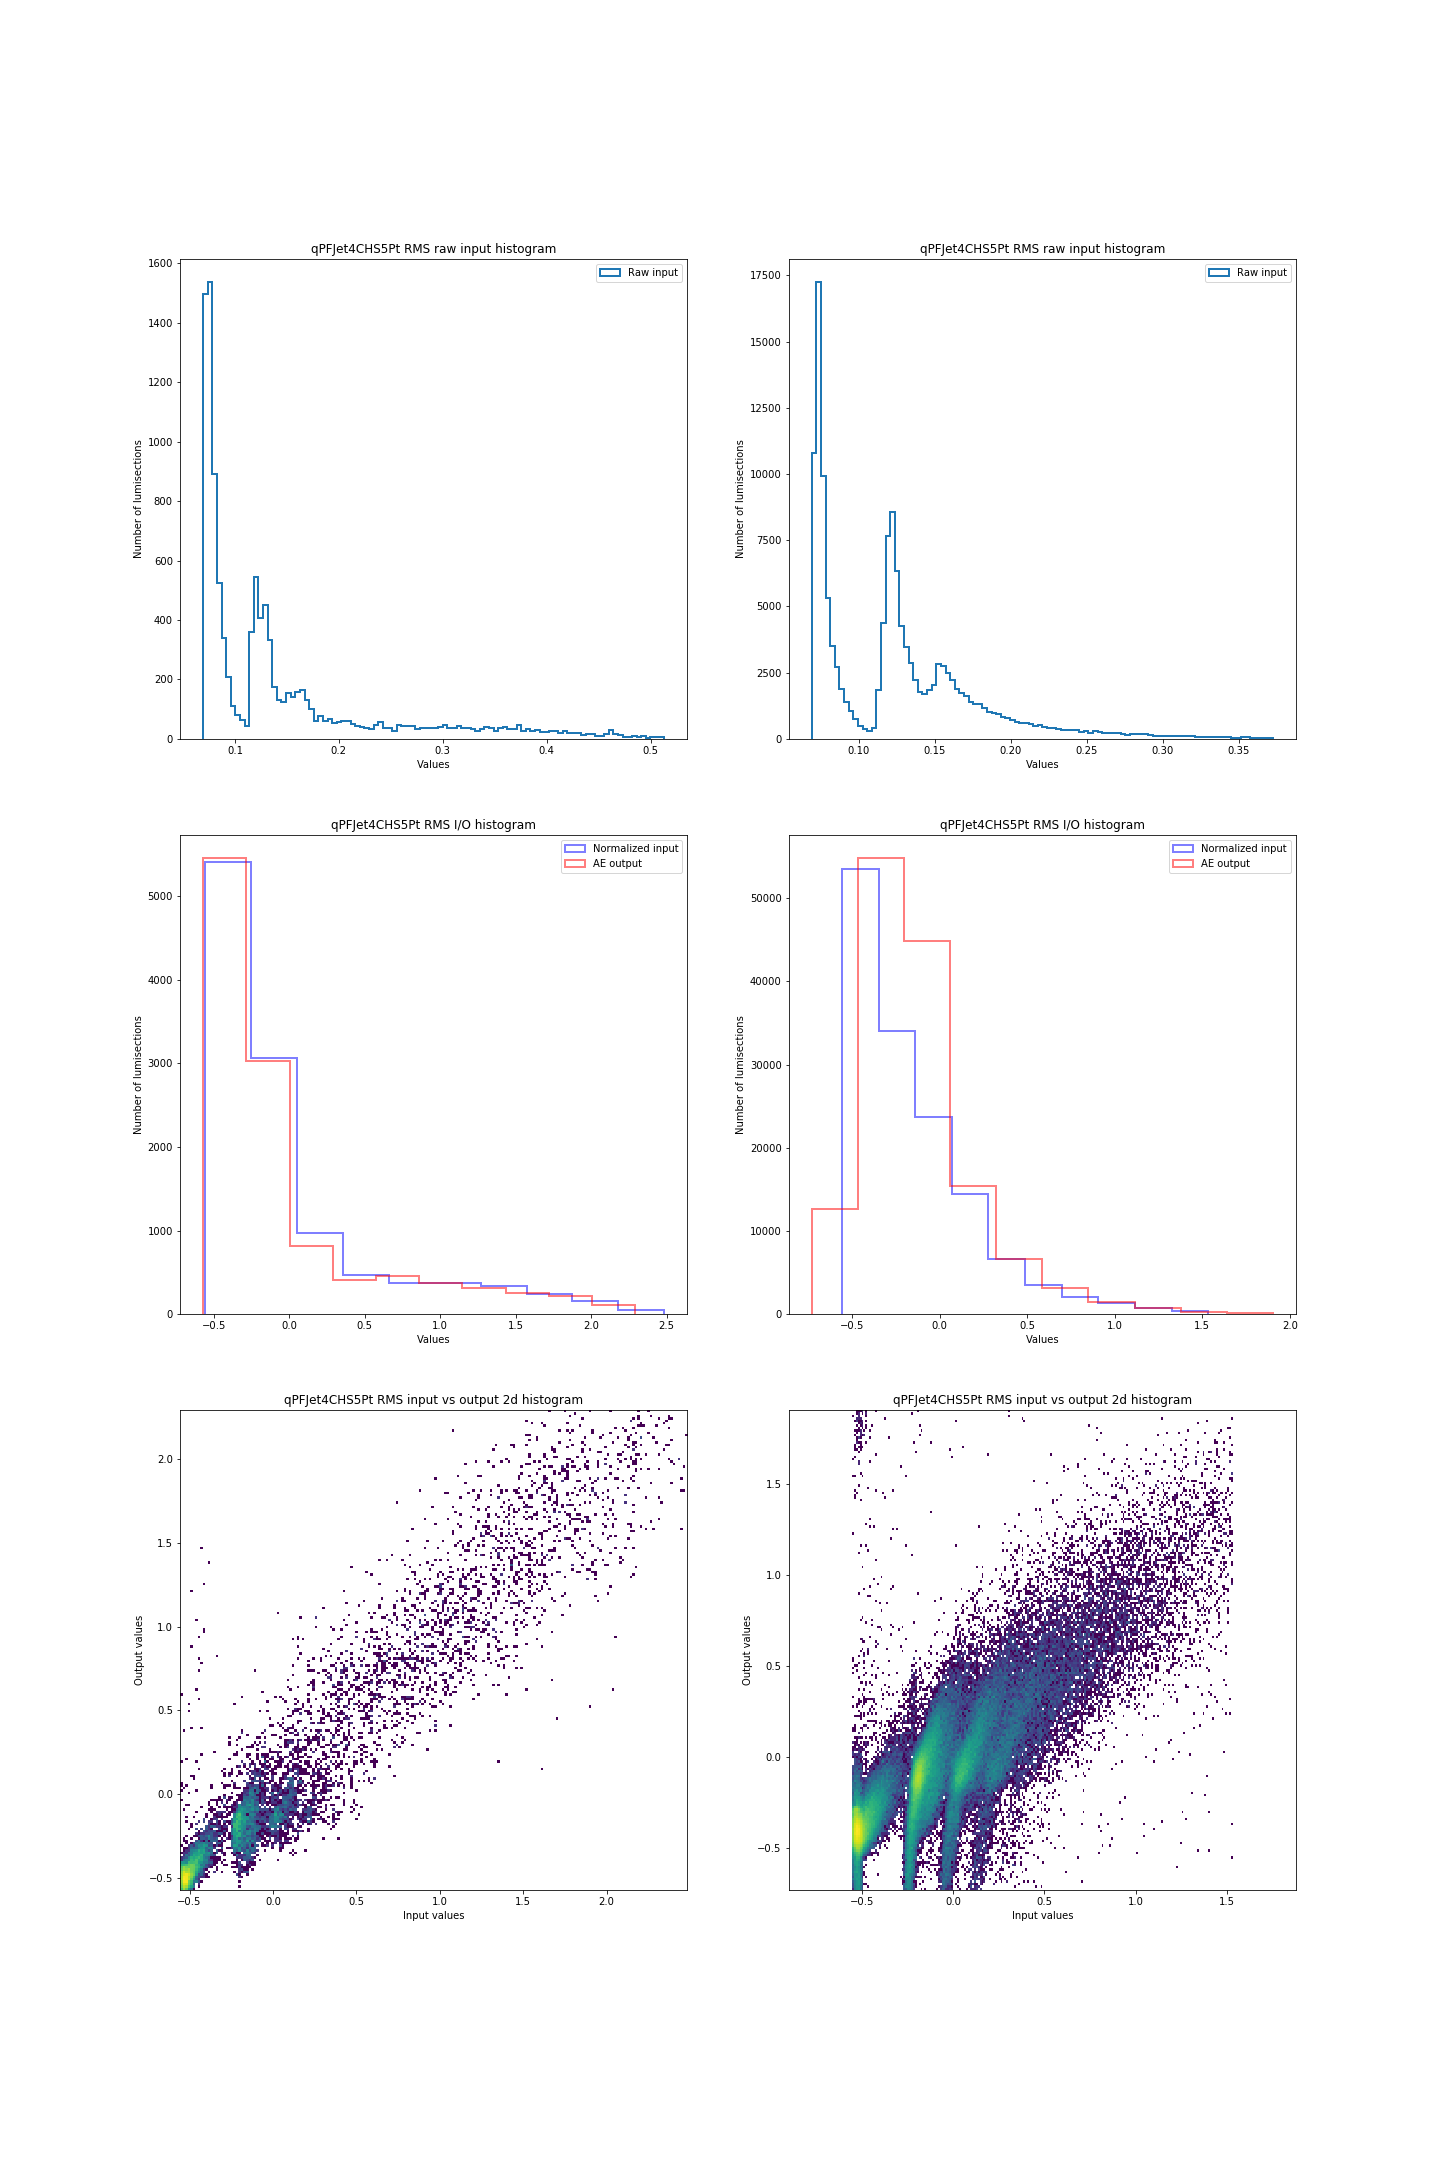 qPFJet4CHS5Pt RMS raw input histogram
Raw input
1600
1400
1200
1000
800
600
400
200
0
Number of lumisections
0.1 0.2 0.3 0.4 0.5
Values
qPFJet4CHS5Pt RMS raw input histogram
Raw input
17500
15000
12500
10000
7500
5000
2500
0
Number of lumisections
0.10 0.15 0.20 0.25 0.30 0.35
Values
qPFJet4CHS5Pt RMS I/O histogram
Normalized input
AE output
5000
4000
3000
2000
1000
0
Number of lumisections
−0.5 0.0 0.5 1.0 1.5 2.0 2.5
Values
qPFJet4CHS5Pt RMS I/O histogram
Normalized input
AE output
50000
40000
30000
20000
10000
0
Number of lumisections
−0.5 0.0 0.5 1.0 1.5 2.0
Values
qPFJet4CHS5Pt RMS input vs output 2d histogram
2.0
1.5
1.0
0.5
0.0
−0.5
Output values
−0.5 0.0 0.5 1.0 1.5 2.0
Input values
qPFJet4CHS5Pt RMS input vs output 2d histogram
1.5
1.0
0.5
0.0
−0.5
Output values
−0.5 0.0 0.5 1.0 1.5
Input values